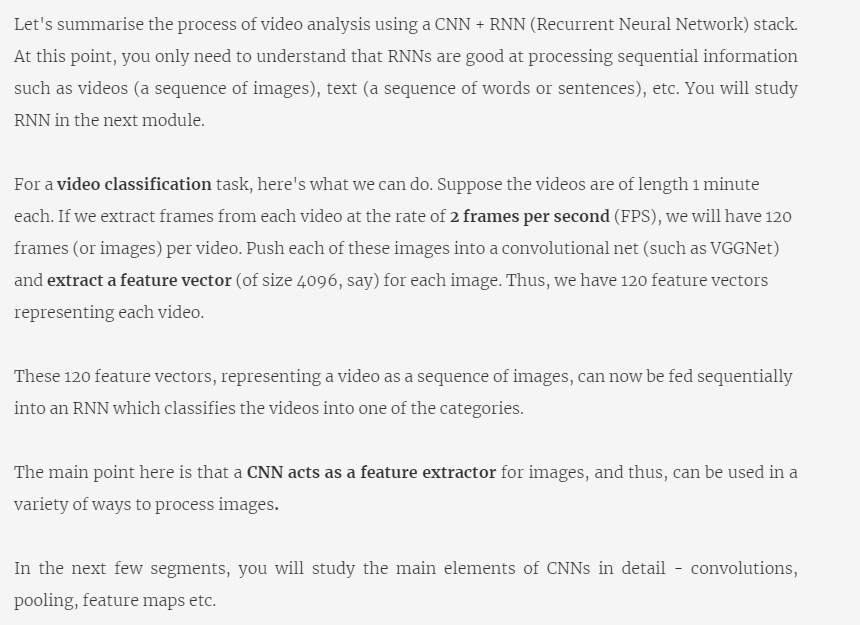 Let's summarise the process of video analysis using a CNN + RNN (Recurrent Neural Network) stack.
At this point, you only need to understand that RNNs are good at processing sequential information
such as videos (a sequence of images), text (a sequence of words or sentences), etc. You will study
RNN in the next module.
For a video classification task, here's what we can do. Suppose the videos are of length 1 minute
each. If we extract frames from each video at the rate of 2 frames per second (FPS), we will have 120
frames (or images) per video. Push each of these images into a convolutional net (such as VGGNet)
and extract a feature vector (of size 4096, say) for each image. Thus, we have 120 feature vectors
representing each video.
These 120 feature vectors, representing a video as a sequence of images, can now be fed sequentially
into an RNN which classifies the videos into one of the categories.
The main point here is that a CNN acts as a feature extractor for images, and thus, can be used in a
variety of ways to process images.
In the next few segments, you will study the main elements of CNNs in detail - convolutions,
pooling, feature maps etc.